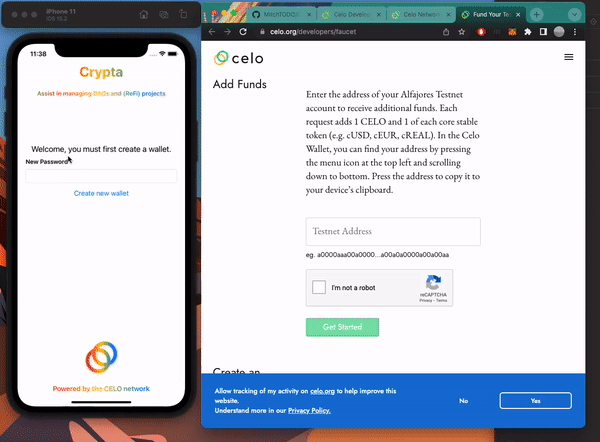 iPhone 11
iOS 16.2
11:38
Crypta
Assist in managing DAOs and (ReFi) projects
Welcome, you must first create a wallet.
New Password
Create new wallet
Powered by the CELO network
MitchTODO/
Celo Develo
Celo Network
Fund Your Te
celo.org/developers/faucet
celo
Add Funds
Enter the address of your Alfajores Testnet
account to receive additional funds. Each
request adds 1 CELO and 1 of each core stable
token (e.g. cUSD, cEUR, cREAL). In the Celo
Wallet, you can find your address by pressing
the menu icon at the top left and scrolling
down to bottom. Press the address to copy it to
your device's clipboard.
Testnet Address
eg. a0000aaa00a0000...a00a0a0000a00a00aa
I'm not a robot
reCAPTCHA
Privacy - Terms
Get Started
Create an
Allow tracking of my activity on celo.org to help improve this
website.
Understand more in our Privacy Policy.
No
Yes